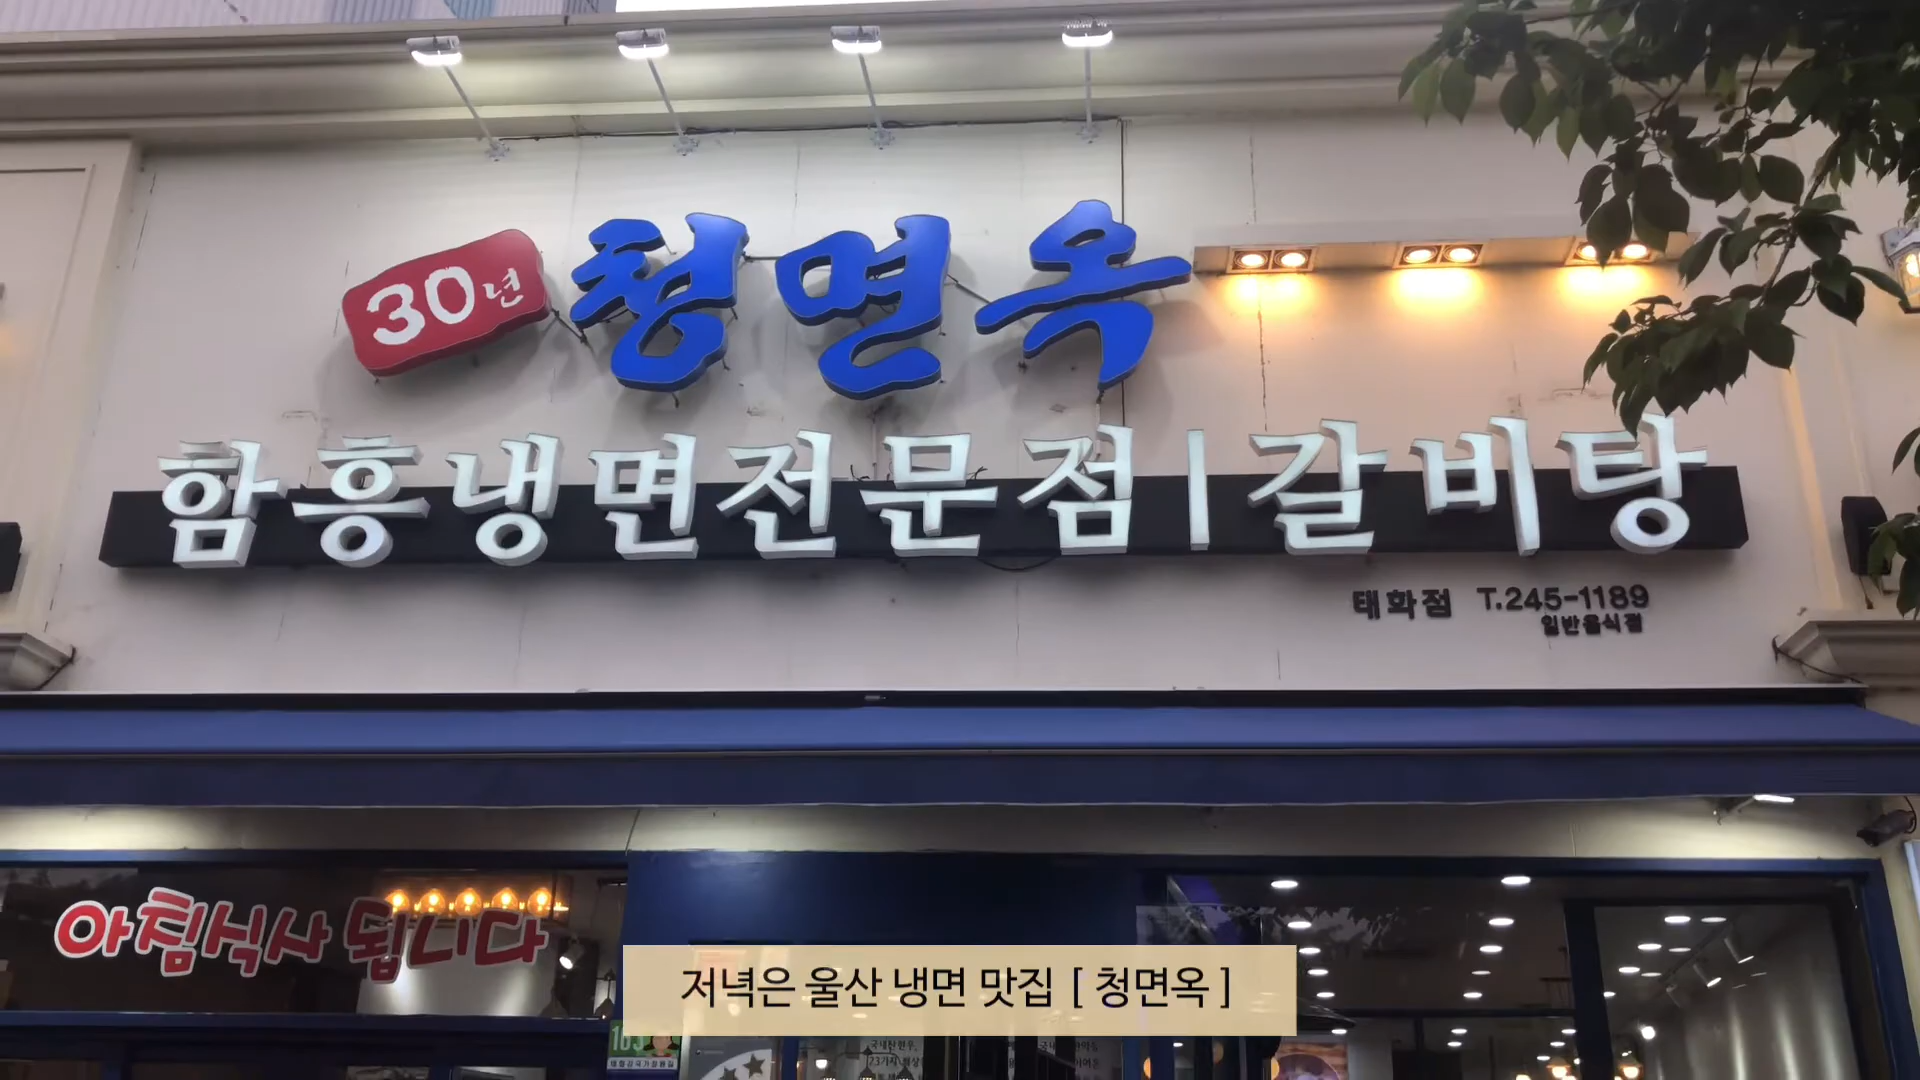 30년 청면옥
함흥냉면전문점 | 갈비탕
태화점 T.245-1189
일반음식점
아침식사 됩니다
저녁은 울산 냉면 맛집 [ 청면옥 ]
163